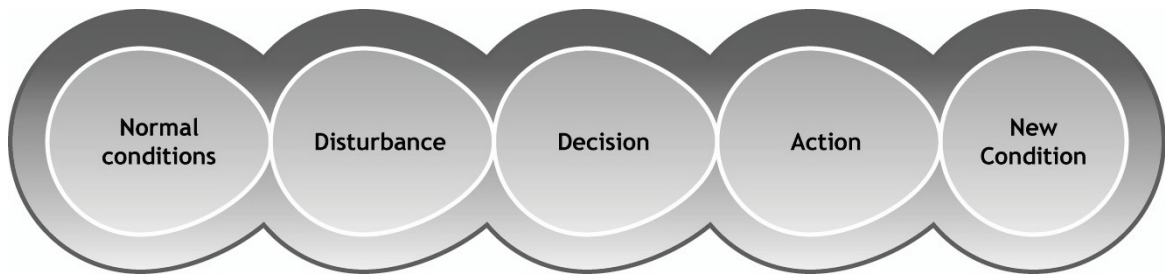 Normal
conditions
Disturbance
Decision
Action
New
Condition